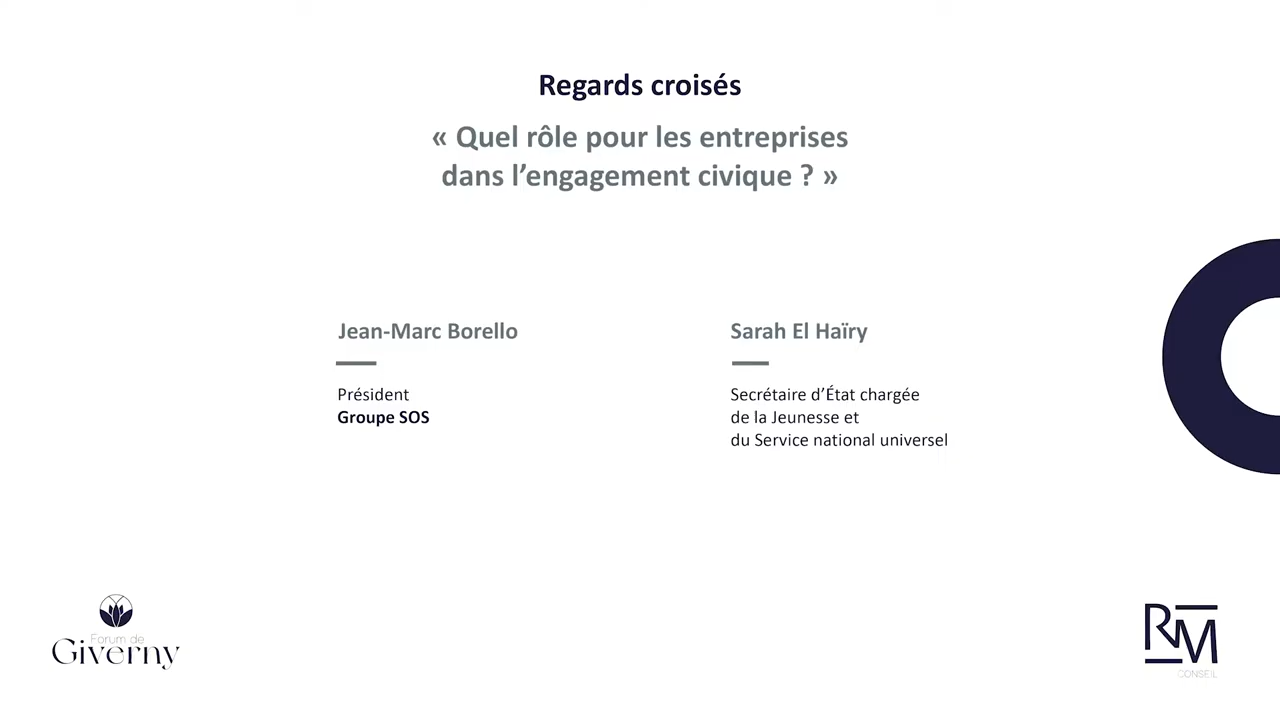 Regards croisés
« Quel rôle pour les entreprises
dans l’engagement civique ? »
Jean-Marc Borello
Président
Groupe SOS
Sarah El Haïry
Secrétaire d’État chargée
de la Jeunesse et
du Service national universel
Forum de
Giverny
RM
CONSEIL